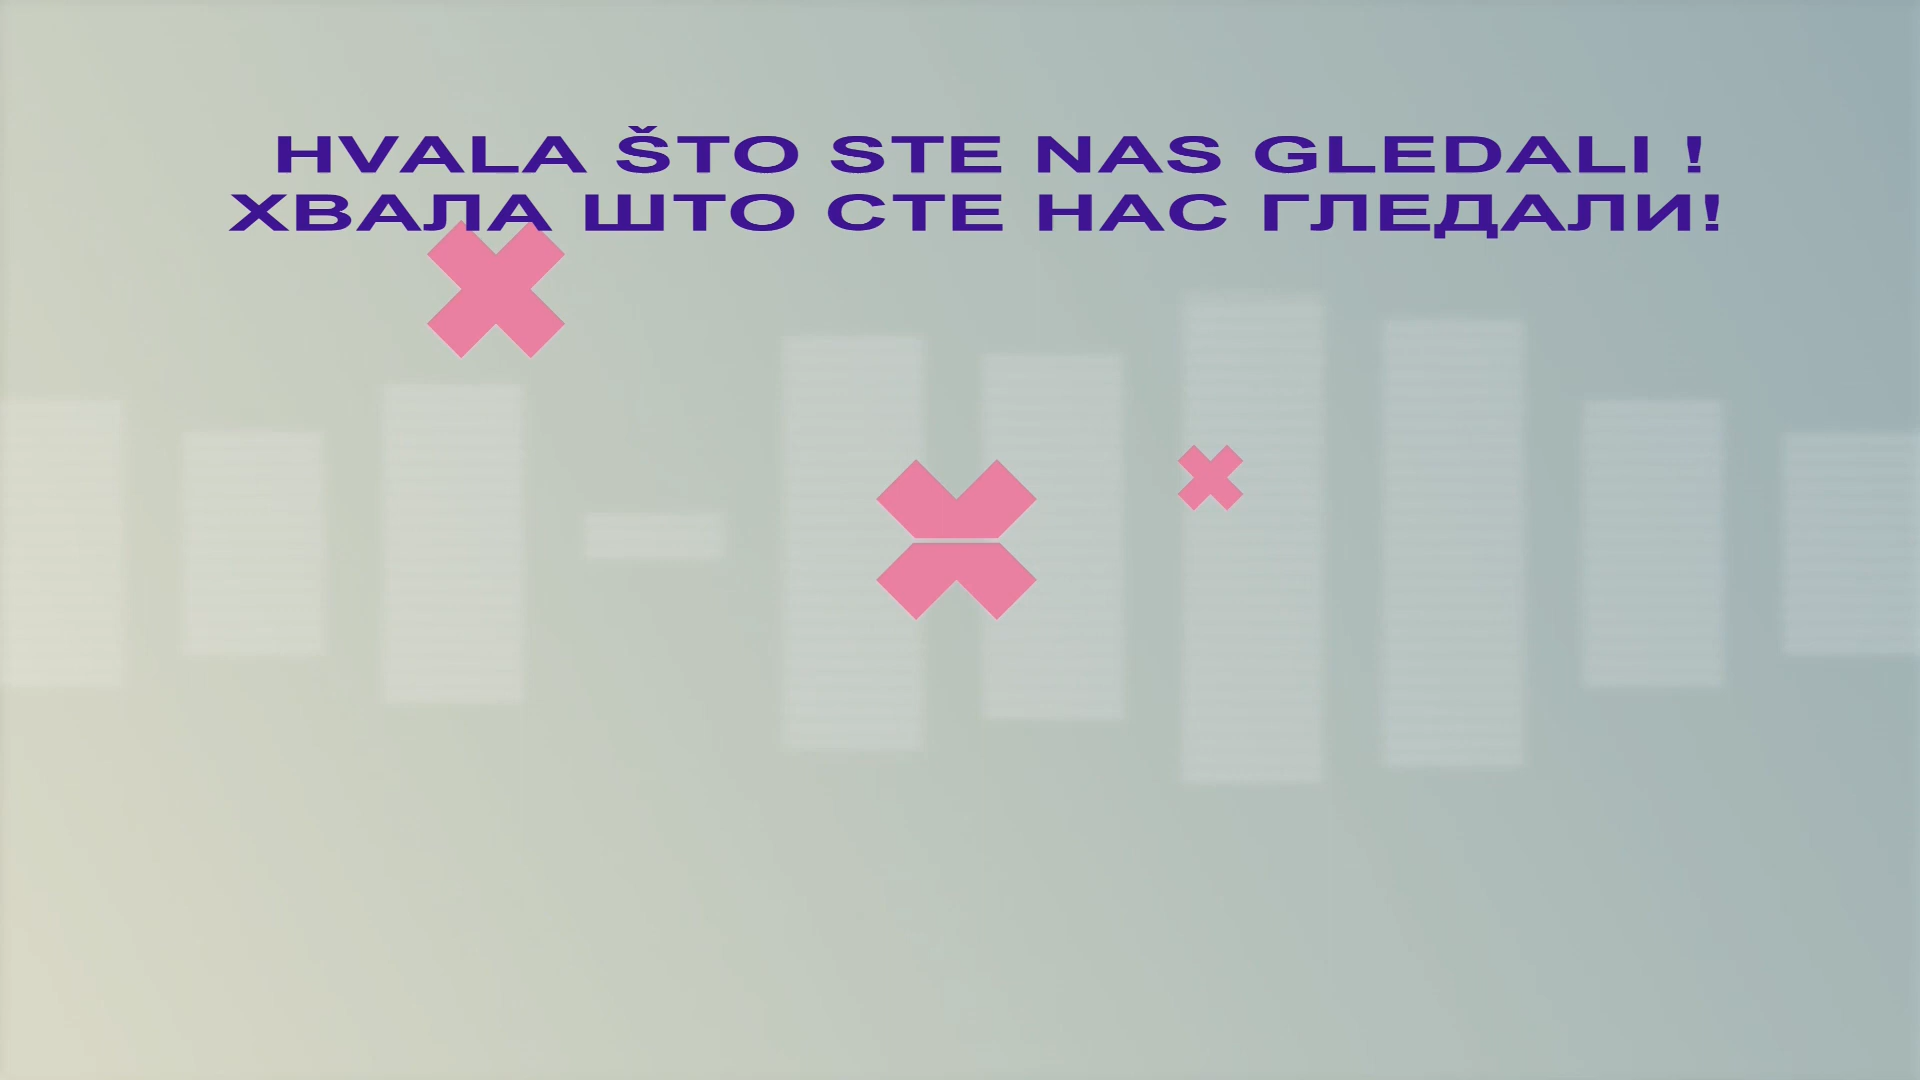 HVALA ŠTO STE NAS GLEDALI !
ХВАЛА ШТО СТЕ НАС ГЛЕДАЛИ!